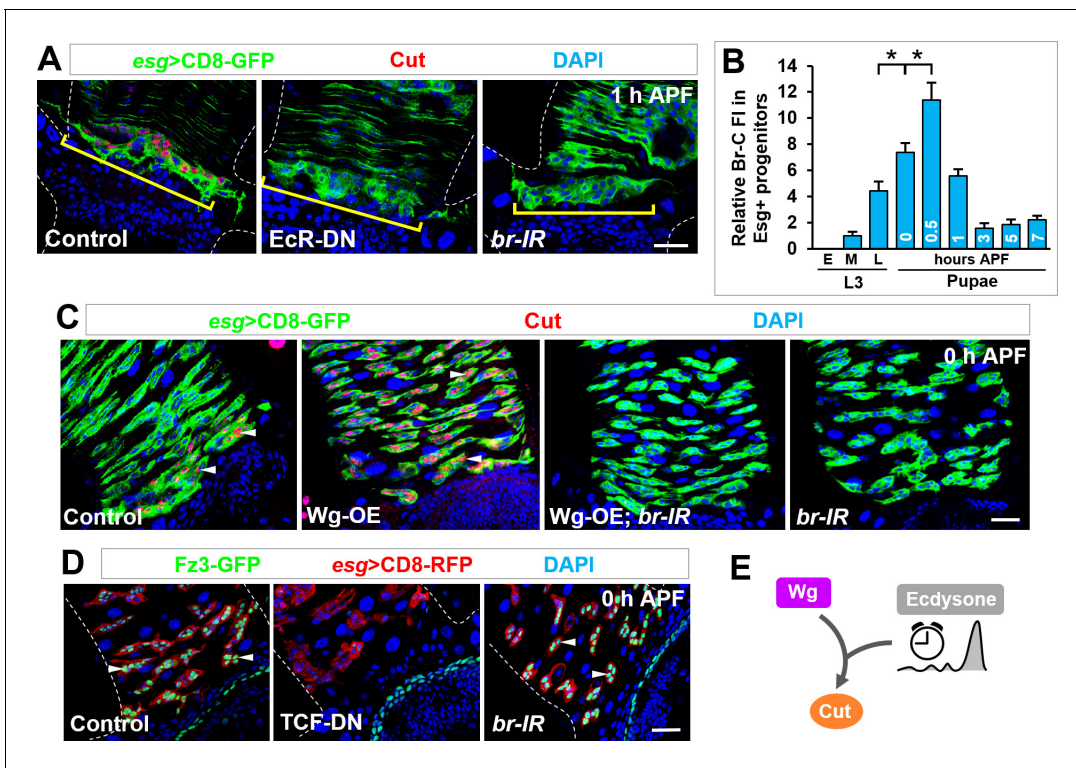 A
esg>CD8-GFP Cut DAPI
1 h APF
Control
EcR-DN
br-IR
B
Relative Br-C FI in
Esg+ progenitors
14
12
10
8
6
4
2
0
* *
0 0.5 1 3 5 7
E M L hours APF
L3 Pupae
C
esg>CD8-GFP Cut DAPI
0 h APF
Control
Wg-OE
Wg-OE; br-IR
br-IR
D
Fz3-GFP esg>CD8-RFP DAPI
0 h APF
Control
TCF-DN
br-IR
E
Wg
Ecdysone
Cut